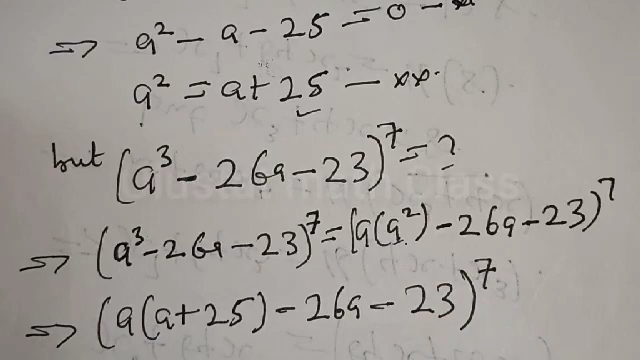 ⇒ a² - a - 25 = 0 - *
a² = a + 25 - **.
but (a³ - 26a - 23)⁷ = ?
⇒ (a³ - 26a - 23)⁷ = (a(a²) - 26a - 23)⁷
⇒ (a(a + 25) - 26a - 23)⁷